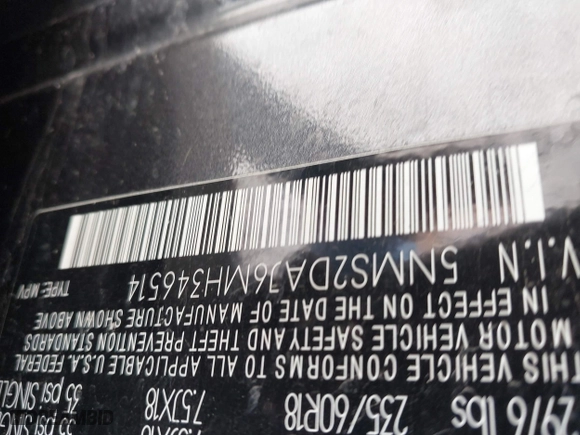 2976 lbs 235/60R18 7.5JX18 35 psi
THIS VEHICLE CONFORMS TO ALL APPLICABLE U.S.A. FEDERAL
MOTOR VEHICLE SAFETY AND THEFT PREVENTION STANDARDS
IN EFFECT ON THE DATE OF MANUFACTURE SHOWN ABOVE
V.I.N 5NMS2DAJ6MH346514 TYPE: MPV